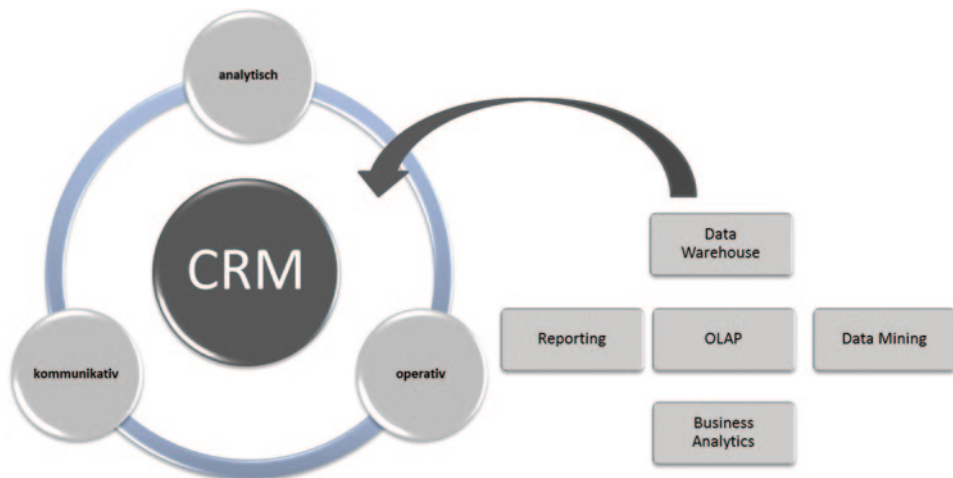 analytisch
CRM
kommunikativ
operativ
Data
Warehouse
Reporting
OLAP
Data Mining
Business
Analytics